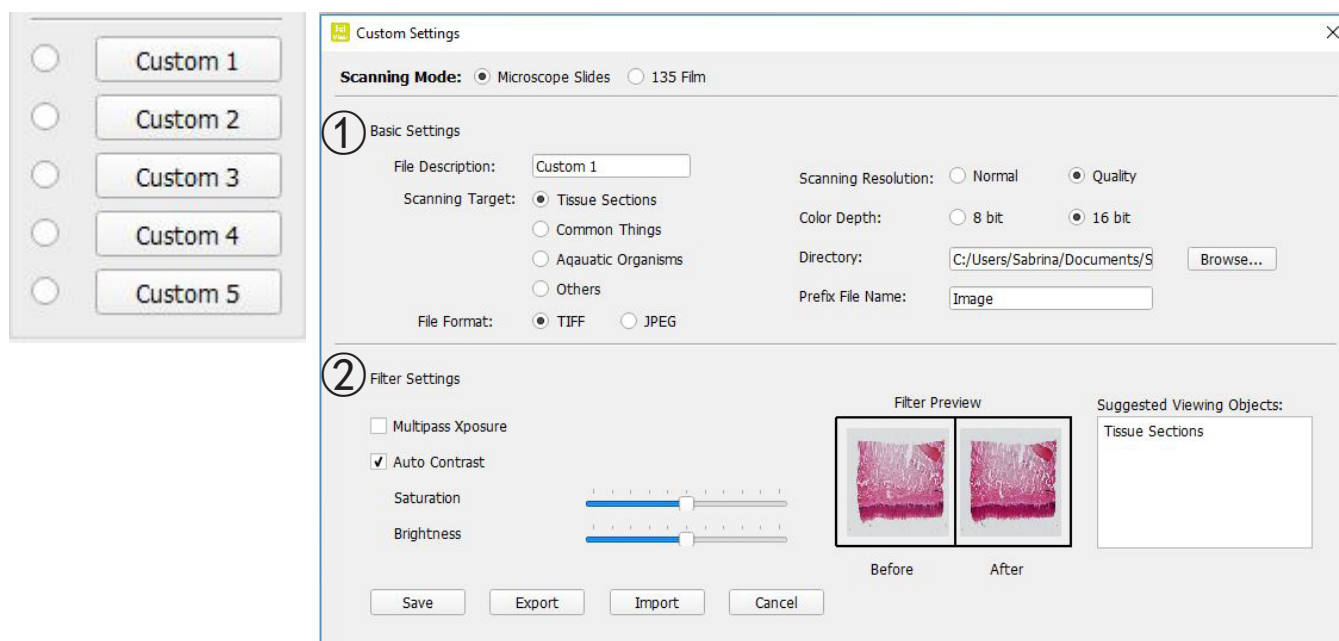 Custom 1
Custom 2
Custom 3
Custom 4
Custom 5
Custom Settings
Scanning Mode: Microscope Slides 135 Film
① Basic Settings
File Description: Custom 1
Scanning Target: Tissue Sections
Common Things
Aqauatic Organisms
Others
File Format: TIFF JPEG
Scanning Resolution: Normal Quality
Color Depth: 8 bit 16 bit
Directory: C:/Users/Sabrina/Documents/S Browse...
Prefix File Name: Image
② Filter Settings
Multipass Xposure
Auto Contrast
Saturation
Brightness
Filter Preview
Before After
Suggested Viewing Objects:
Tissue Sections
Save Export Import Cancel